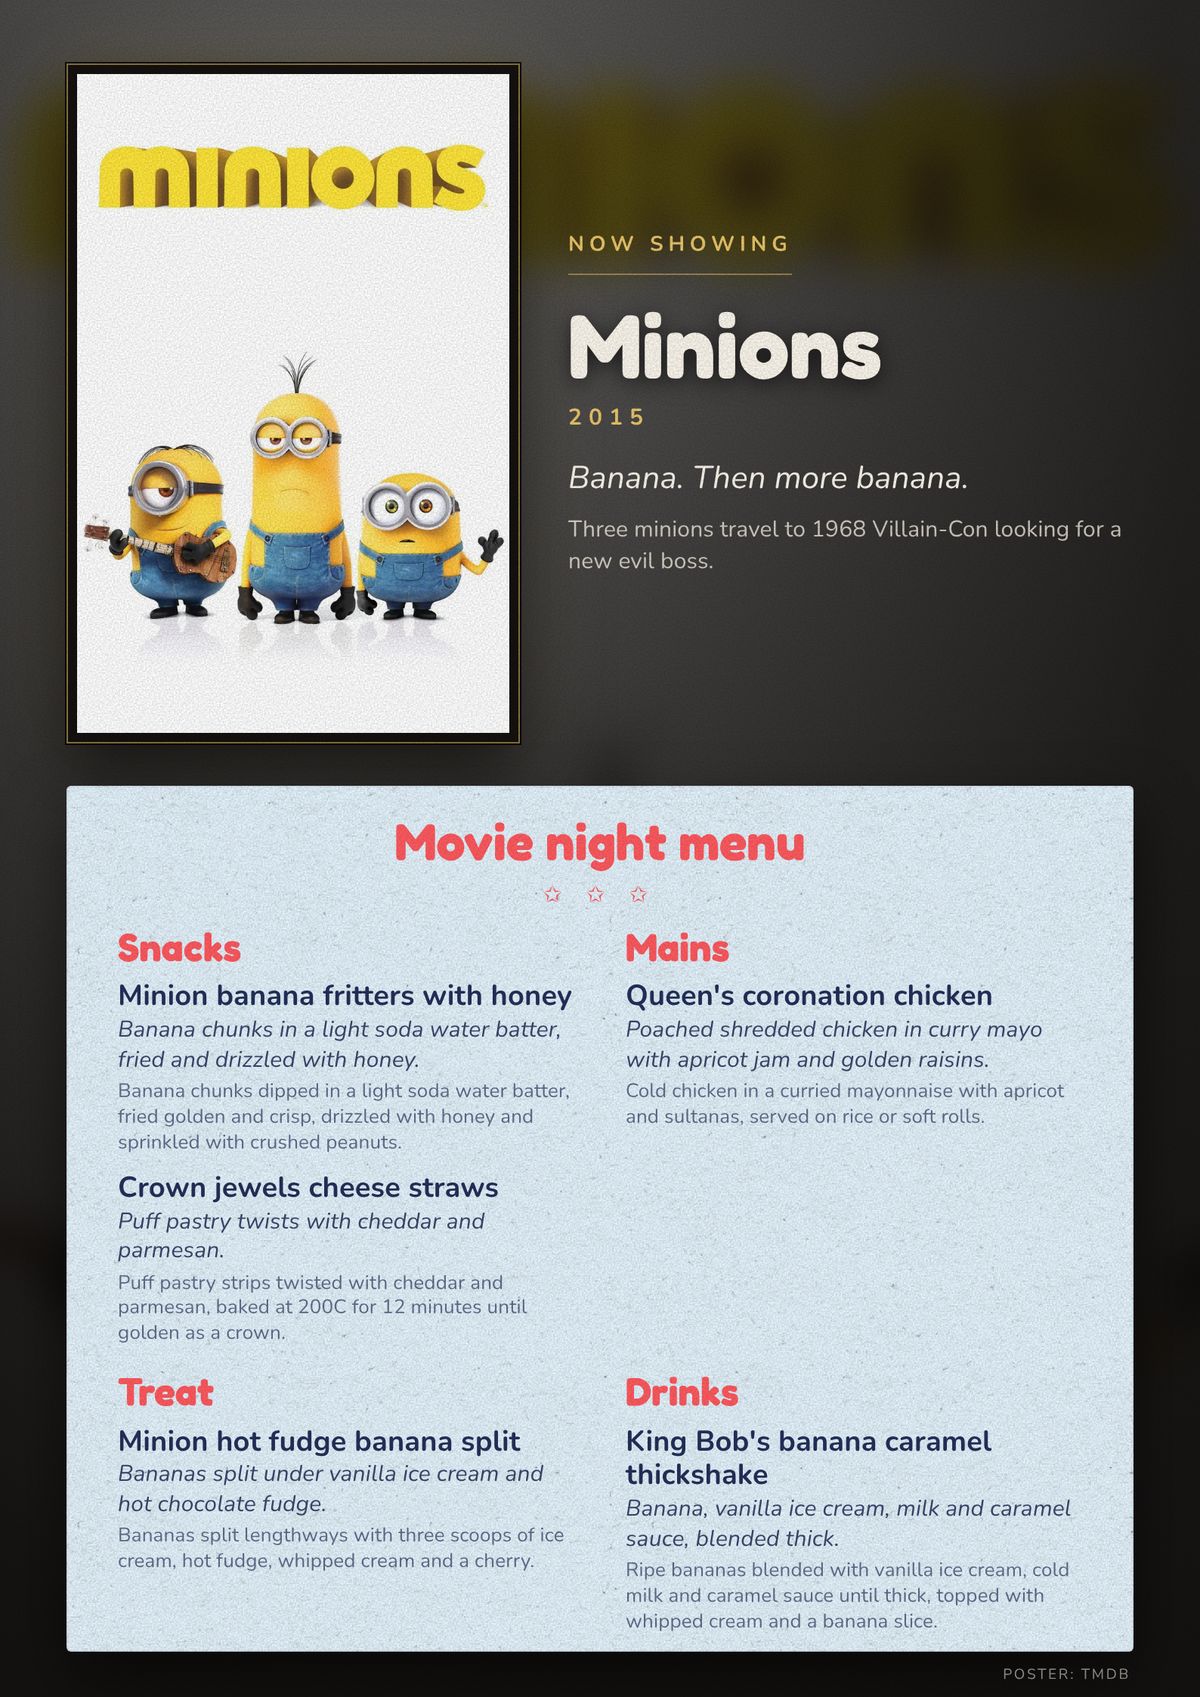 minions
NOW SHOWING
Minions
2015
Banana. Then more banana.
Three minions travel to 1968 Villain-Con looking for a
new evil boss.
Movie night menu
Snacks
Minion banana fritters with honey
Banana chunks in a light soda water batter,
fried and drizzled with honey.
Banana chunks dipped in a light soda water batter,
fried golden and crisp, drizzled with honey and
sprinkled with crushed peanuts.
Crown jewels cheese straws
Puff pastry twists with cheddar and
parmesan.
Puff pastry strips twisted with cheddar and
parmesan, baked at 200C for 12 minutes until
golden as a crown.
Mains
Queen's coronation chicken
Poached shredded chicken in curry mayo
with apricot jam and golden raisins.
Cold chicken in a curried mayonnaise with apricot
and sultanas, served on rice or soft rolls.
Treat
Minion hot fudge banana split
Bananas split under vanilla ice cream and
hot chocolate fudge.
Bananas split lengthways with three scoops of ice
cream, hot fudge, whipped cream and a cherry.
Drinks
King Bob's banana caramel
thickshake
Banana, vanilla ice cream, milk and caramel
sauce, blended thick.
Ripe bananas blended with vanilla ice cream, cold
milk and caramel sauce until thick, topped with
whipped cream and a banana slice.
POSTER: TMDB